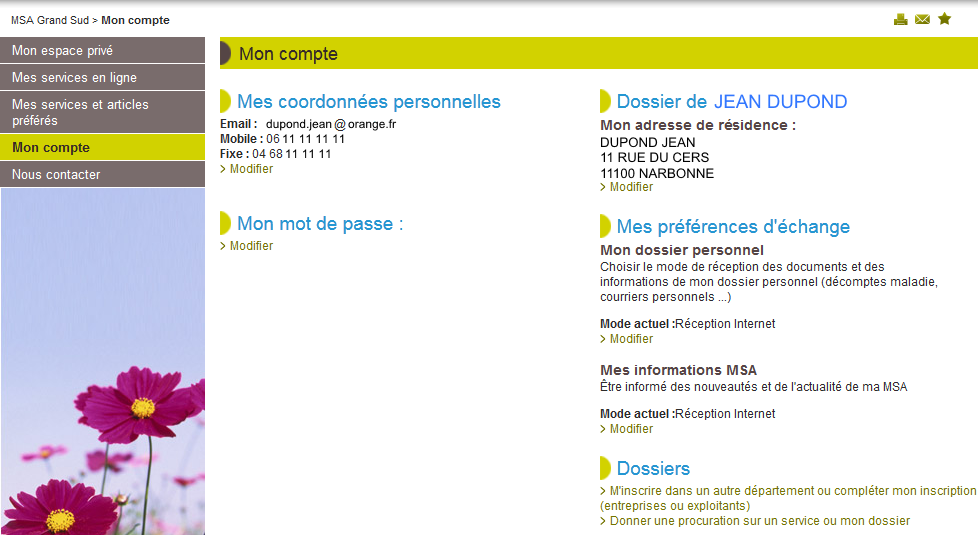 MSA Grand Sud > Mon compte
Mon espace privé
Mes services en ligne
Mes services et articles
préférés
Mon compte
Nous contacter
Mon compte
Mes coordonnées personnelles
Email : dupond.jean @ orange.fr
Mobile : 06 11 11 11 11
Fixe : 04 68 11 11 11
> Modifier
Mon mot de passe :
> Modifier
Dossier de JEAN DUPOND
Mon adresse de résidence :
DUPOND JEAN
11 RUE DU CERS
11100 NARBONNE
> Modifier
Mes préférences d'échange
Mon dossier personnel
Choisir le mode de réception des documents et des
informations de mon dossier personnel (décomptes maladie,
courriers personnels ...)
Mode actuel :Réception Internet
> Modifier
Mes informations MSA
Être informé des nouveautés et de l'actualité de ma MSA
Mode actuel :Réception Internet
> Modifier
Dossiers
> M'inscrire dans un autre département ou compléter mon inscription
(entreprises ou exploitants)
> Donner une procuration sur un service ou mon dossier